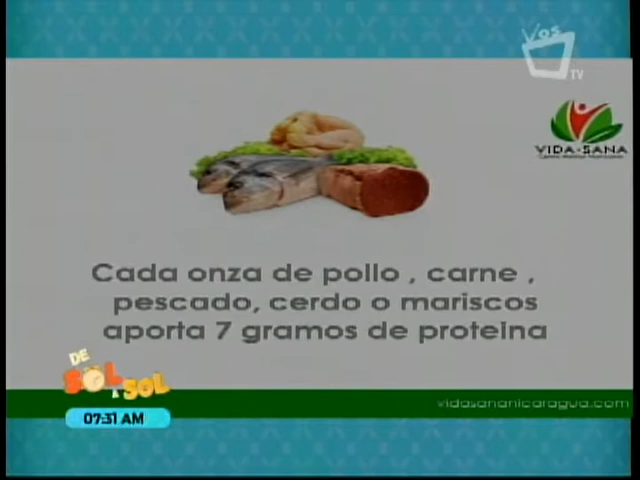 Vos
TV
VIDA-SANA
Cada onza de pollo , carne ,
pescado, cerdo o mariscos
aporta 7 gramos de proteina
DE
SOL
A SOL
07:31 AM
vidasananicaragua.com